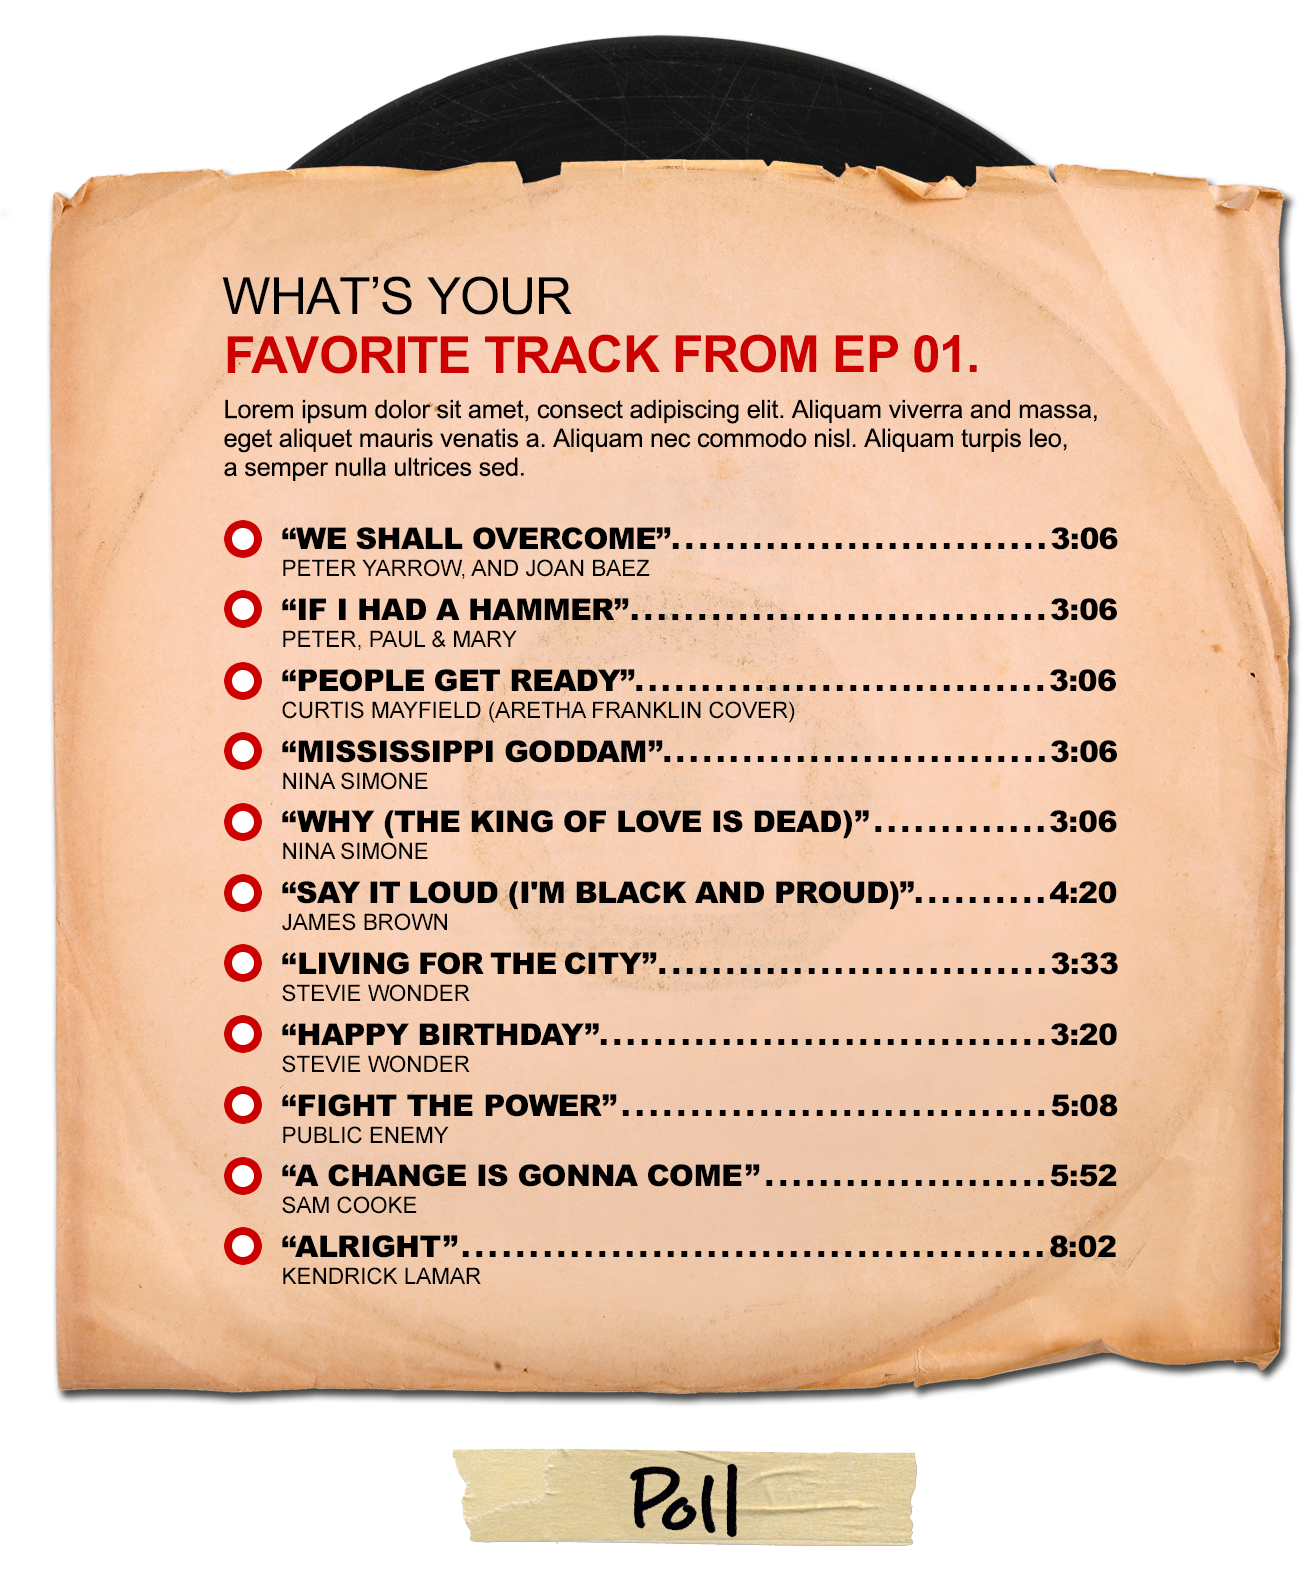 WHAT’S YOUR
FAVORITE TRACK FROM EP 01.
Lorem ipsum dolor sit amet, consect adipiscing elit. Aliquam viverra and massa,
eget aliquet mauris venatis a. Aliquam nec commodo nisl. Aliquam turpis leo,
a semper nulla ultrices sed.
“WE SHALL OVERCOME”............................3:06
PETER YARROW, AND JOAN BAEZ
“IF I HAD A HAMMER”...............................3:06
PETER, PAUL & MARY
“PEOPLE GET READY”...............................3:06
CURTIS MAYFIELD (ARETHA FRANKLIN COVER)
“MISSISSIPPI GODDAM”.............................3:06
NINA SIMONE
“WHY (THE KING OF LOVE IS DEAD)”.............3:06
NINA SIMONE
“SAY IT LOUD (I'M BLACK AND PROUD)”..........4:20
JAMES BROWN
“LIVING FOR THE CITY”.............................3:33
STEVIE WONDER
“HAPPY BIRTHDAY”..................................3:20
STEVIE WONDER
“FIGHT THE POWER”................................5:08
PUBLIC ENEMY
“A CHANGE IS GONNA COME”.....................5:52
SAM COOKE
“ALRIGHT”............................................8:02
KENDRICK LAMAR
Poll